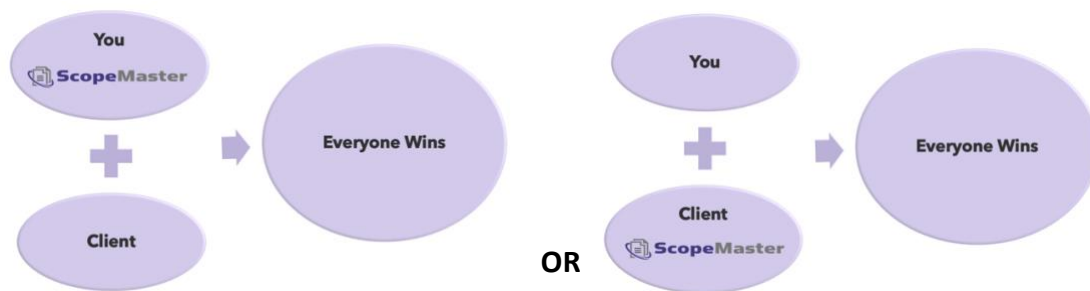 You
ScopeMaster
Client
Everyone Wins
OR
You
Client
ScopeMaster
Everyone Wins